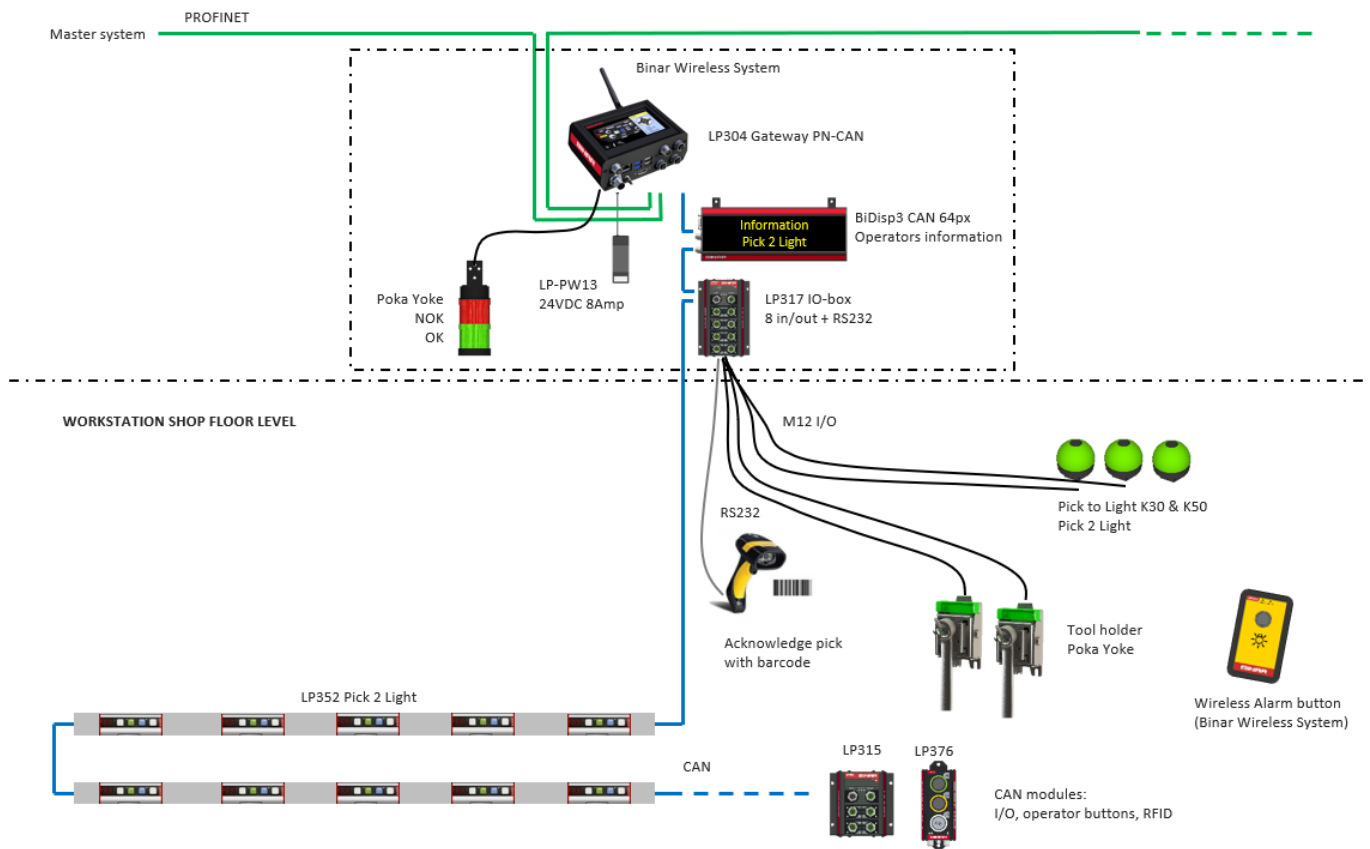 PROFINET
Master system
Binar Wireless System
LP304 Gateway PN-CAN
Information
Pick 2 Light
BiDisp3 CAN 64px
Operators information
LP-PW13
24VDC 8Amp
Poka Yoke
NOK
OK
LP317 IO-box
8 in/out + RS232
WORKSTATION SHOP FLOOR LEVEL
M12 I/O
Pick to Light K30 & K50
Pick 2 Light
RS232
Acknowledge pick
with barcode
Tool holder
Poka Yoke
Wireless Alarm button
(Binar Wireless System)
LP352 Pick 2 Light
CAN
LP315
LP376
CAN modules:
I/O, operator buttons, RFID